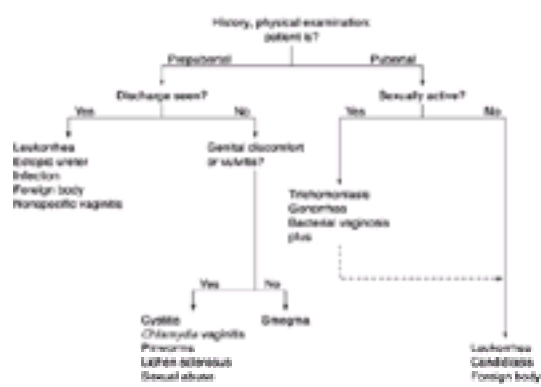 History, physical examination:
patient is?
Prepubertal
Pubertal
Discharge seen?
Sexually active?
Yes
No
Yes
No
Leukorrhea
Ectopic ureter
Infection
Foreign body
Nonspecific vaginitis
Genital discomfort
or vulvitis?
Trichomoniasis
Gonorrhea
Bacterial vaginosis
plus
Yes
No
Cystitis
Chlamydia vaginitis
Pinworms
Lichen sclerosus
Sexual abuse
Smegma
Leukorrhea
Candidiasis
Foreign body